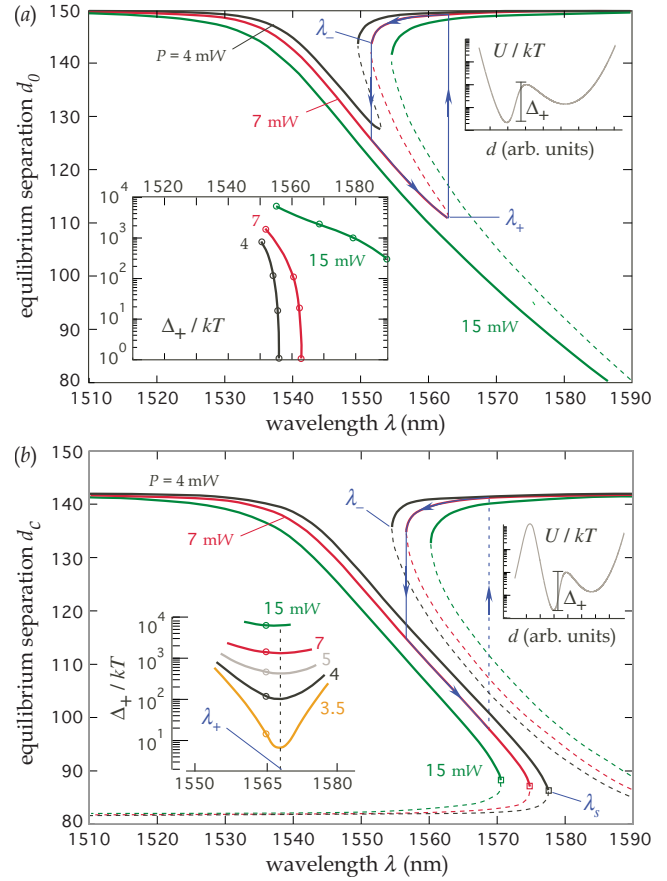 (a)
150
140
130
120
110
100
90
80
equilibrium separation d0
P = 4 mW
7 mW
λ−
U / kT
Δ+
d (arb. units)
λ+
15 mW
1520 1540 1560 1580
10^4
10^3
10^2
10^1
10^0
7
4
15 mW
Δ+ / kT
1510 1520 1530 1540 1550 1560 1570 1580 1590
wavelength λ (nm)
(b)
150
140
130
120
110
100
90
80
equilibrium separation dc
P = 4 mW
7 mW
λ−
U / kT
Δ+
d (arb. units)
15 mW
7
5
4
3.5
10^4
10^3
10^2
10^1
Δ+ / kT
λ+
1550 1565 1580
15 mW
λs
1510 1520 1530 1540 1550 1560 1570 1580 1590
wavelength λ (nm)